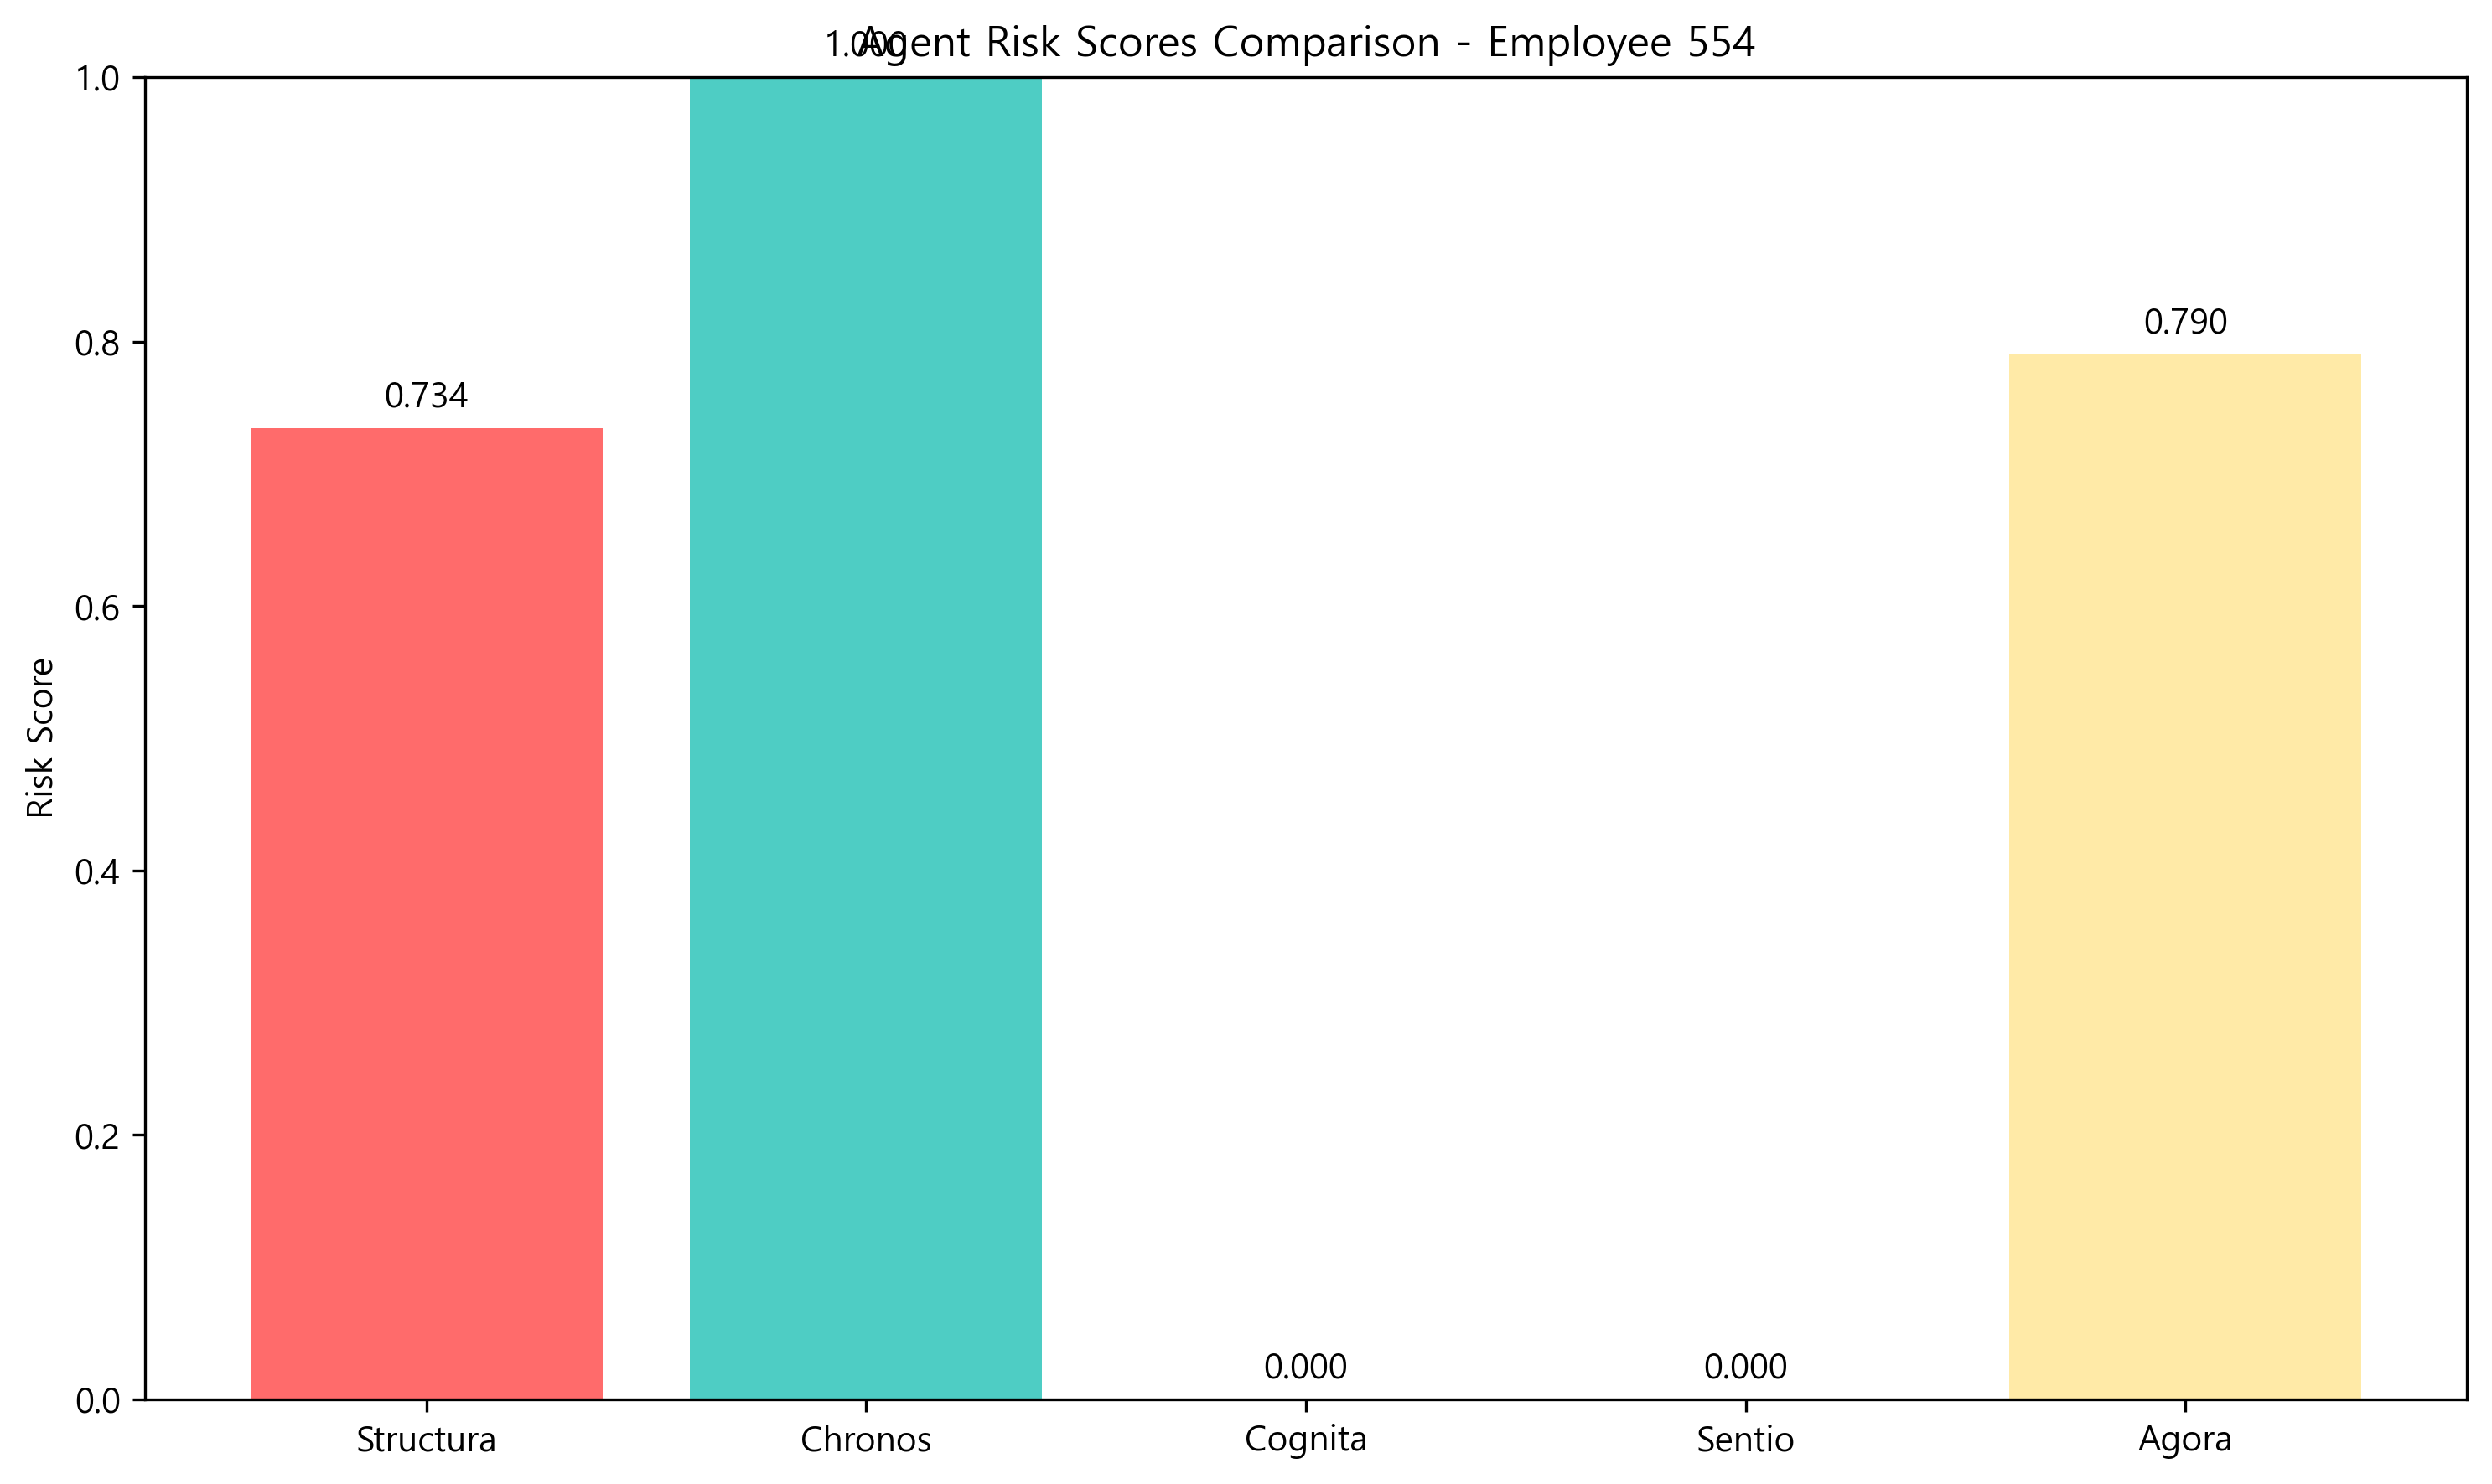 Agent Risk Scores Comparison - Employee 554
1.000
1.0
0.8
0.6
0.4
0.2
0.0
Risk Score
0.734
0.000
0.000
0.790
Structura
Chronos
Cognita
Sentio
Agora